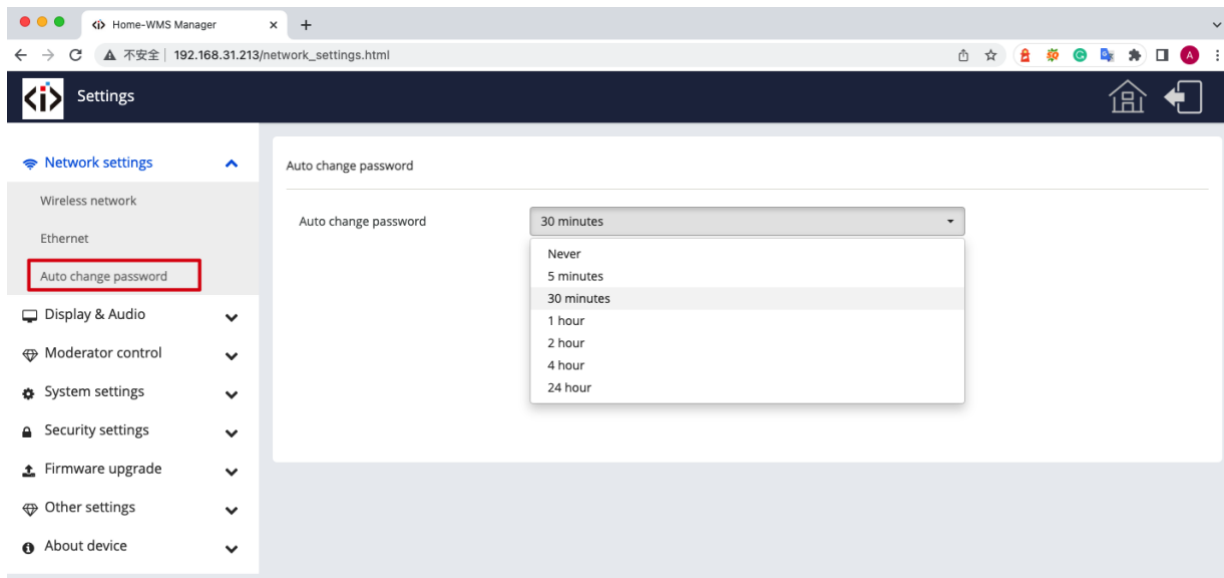 Home-WMS Manager
不安全 | 192.168.31.213/network_settings.html
A
<i> Settings
Network settings
Wireless network
Ethernet
Auto change password
Display & Audio
Moderator control
System settings
Security settings
Firmware upgrade
Other settings
About device
Auto change password
Auto change password
30 minutes
Never
5 minutes
30 minutes
1 hour
2 hour
4 hour
24 hour